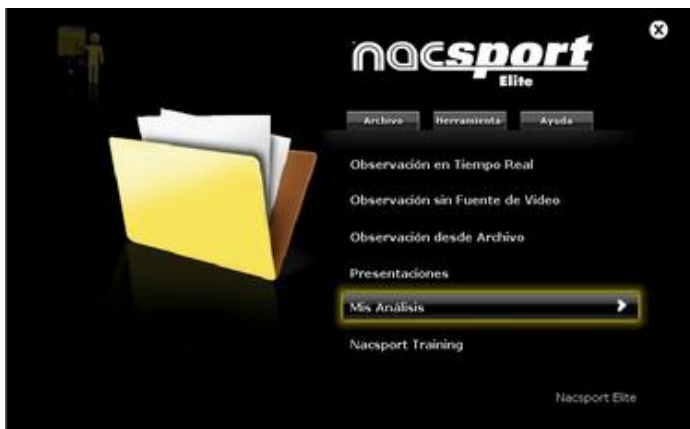 nacsport
Elite
Archivo Herramienta Ayuda
Observación en Tiempo Real
Observación sin Fuente de Video
Observación desde Archivo
Presentaciones
Mis Análisis
Nacsport Training
Nacsport Elite